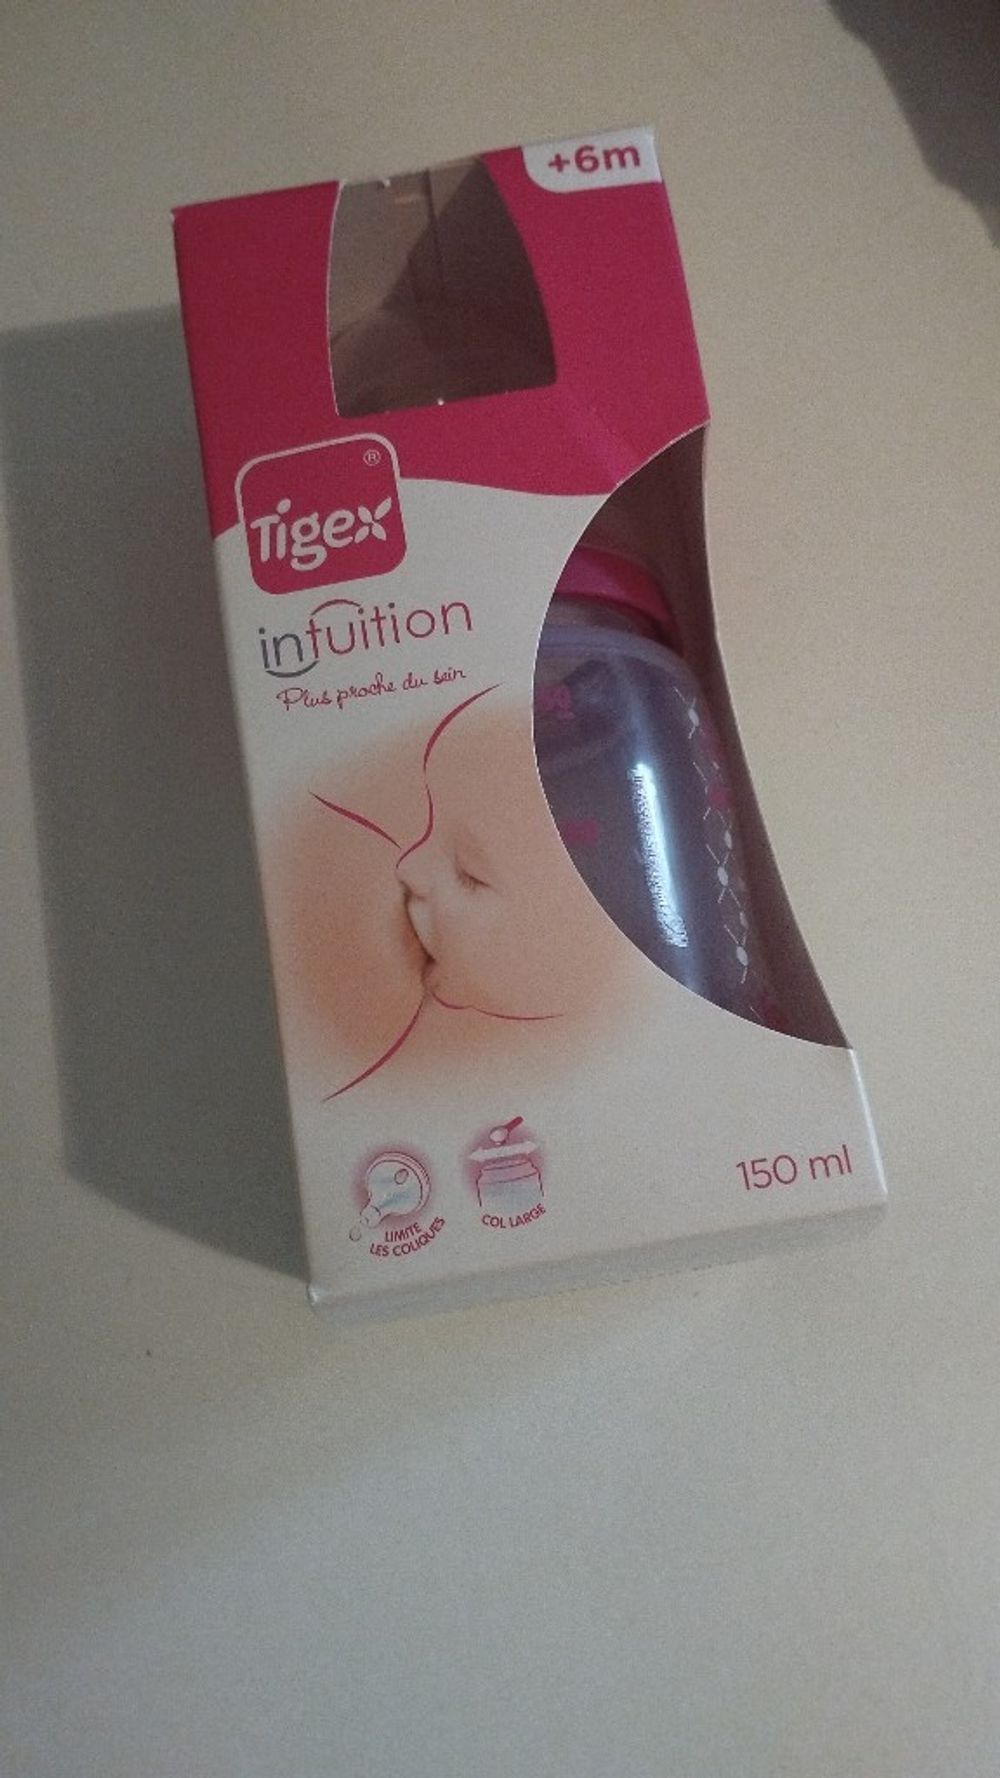 +6m
Tigex®
intuition
Plus proche du sein
LIMITE
LES COLIQUES
COL LARGE
150 ml